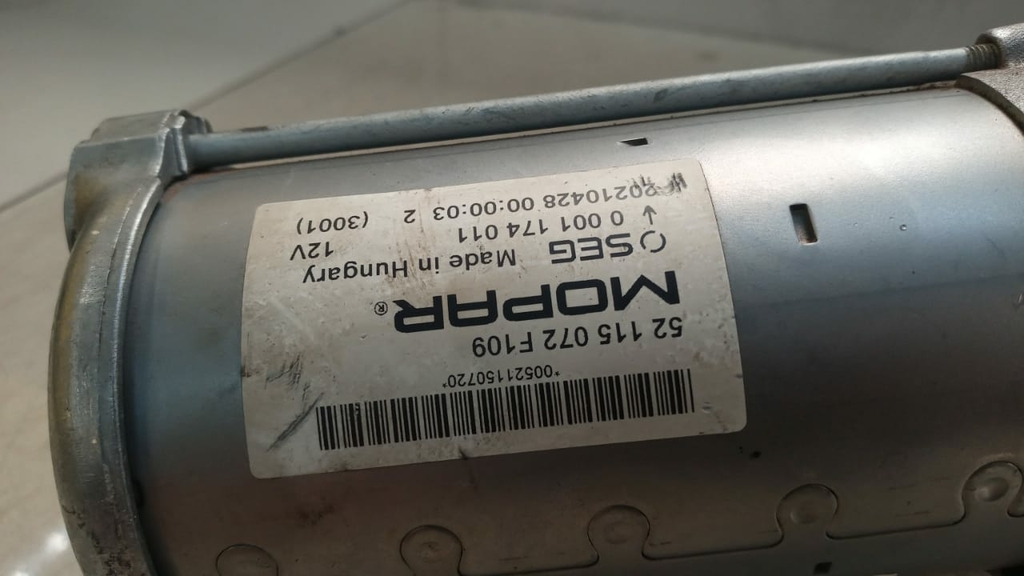 *00521150720*
52 115 072 F109
MOPAR®
SEG Made in Hungary
0 001 174 011 12V
20210428 00:00:03 2 (3001)